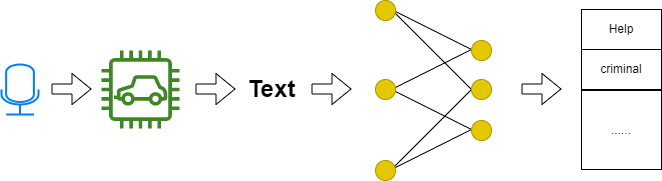 Text
Help
criminal
......